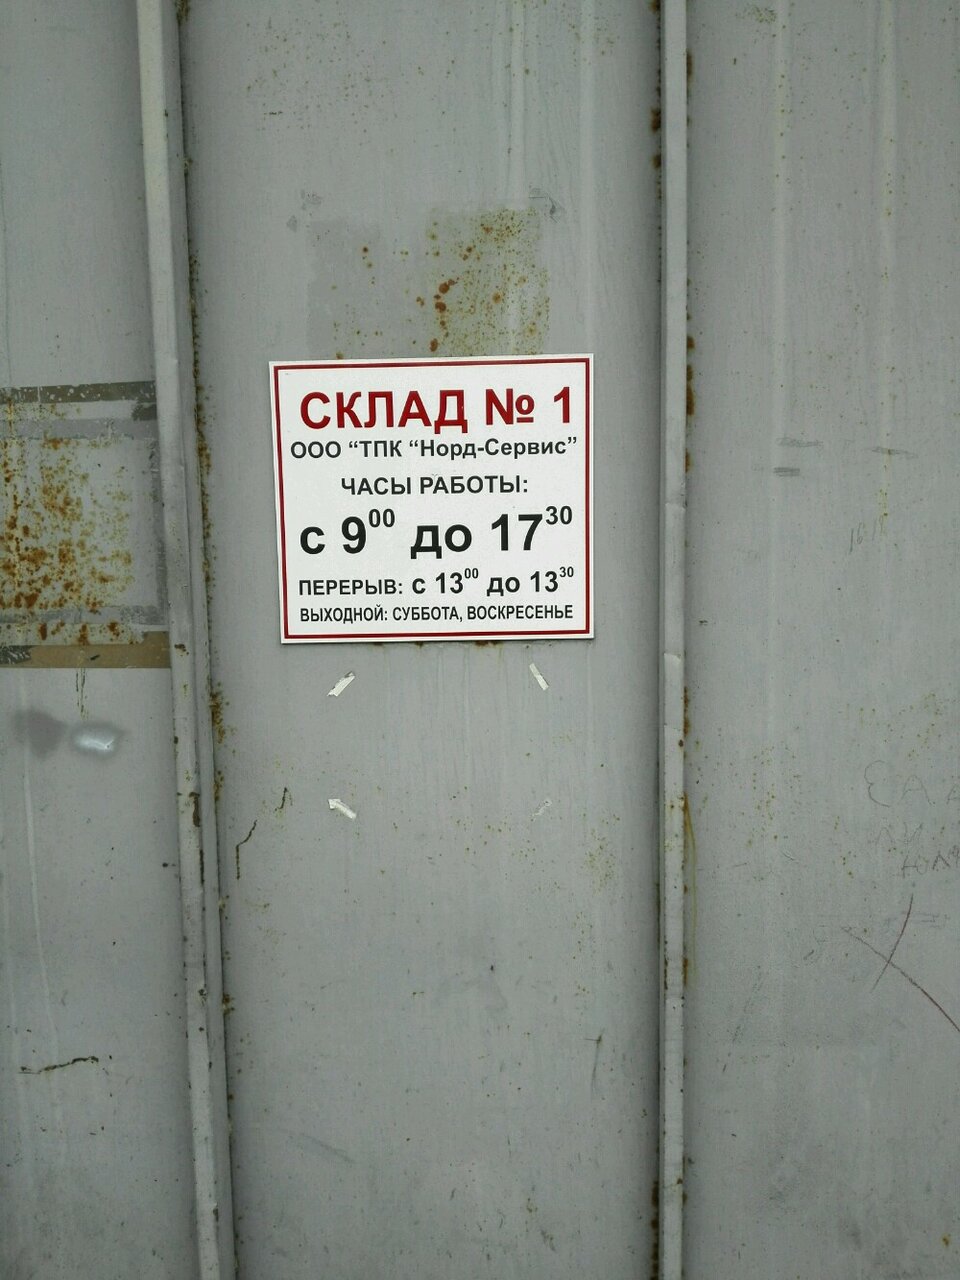 СКЛАД № 1
ООО “ТПК “Норд-Сервис”
ЧАСЫ РАБОТЫ:
с 9⁰⁰ до 17³⁰
ПЕРЕРЫВ: с 13⁰⁰ до 13³⁰
ВЫХОДНОЙ: СУББОТА, ВОСКРЕСЕНЬЕ